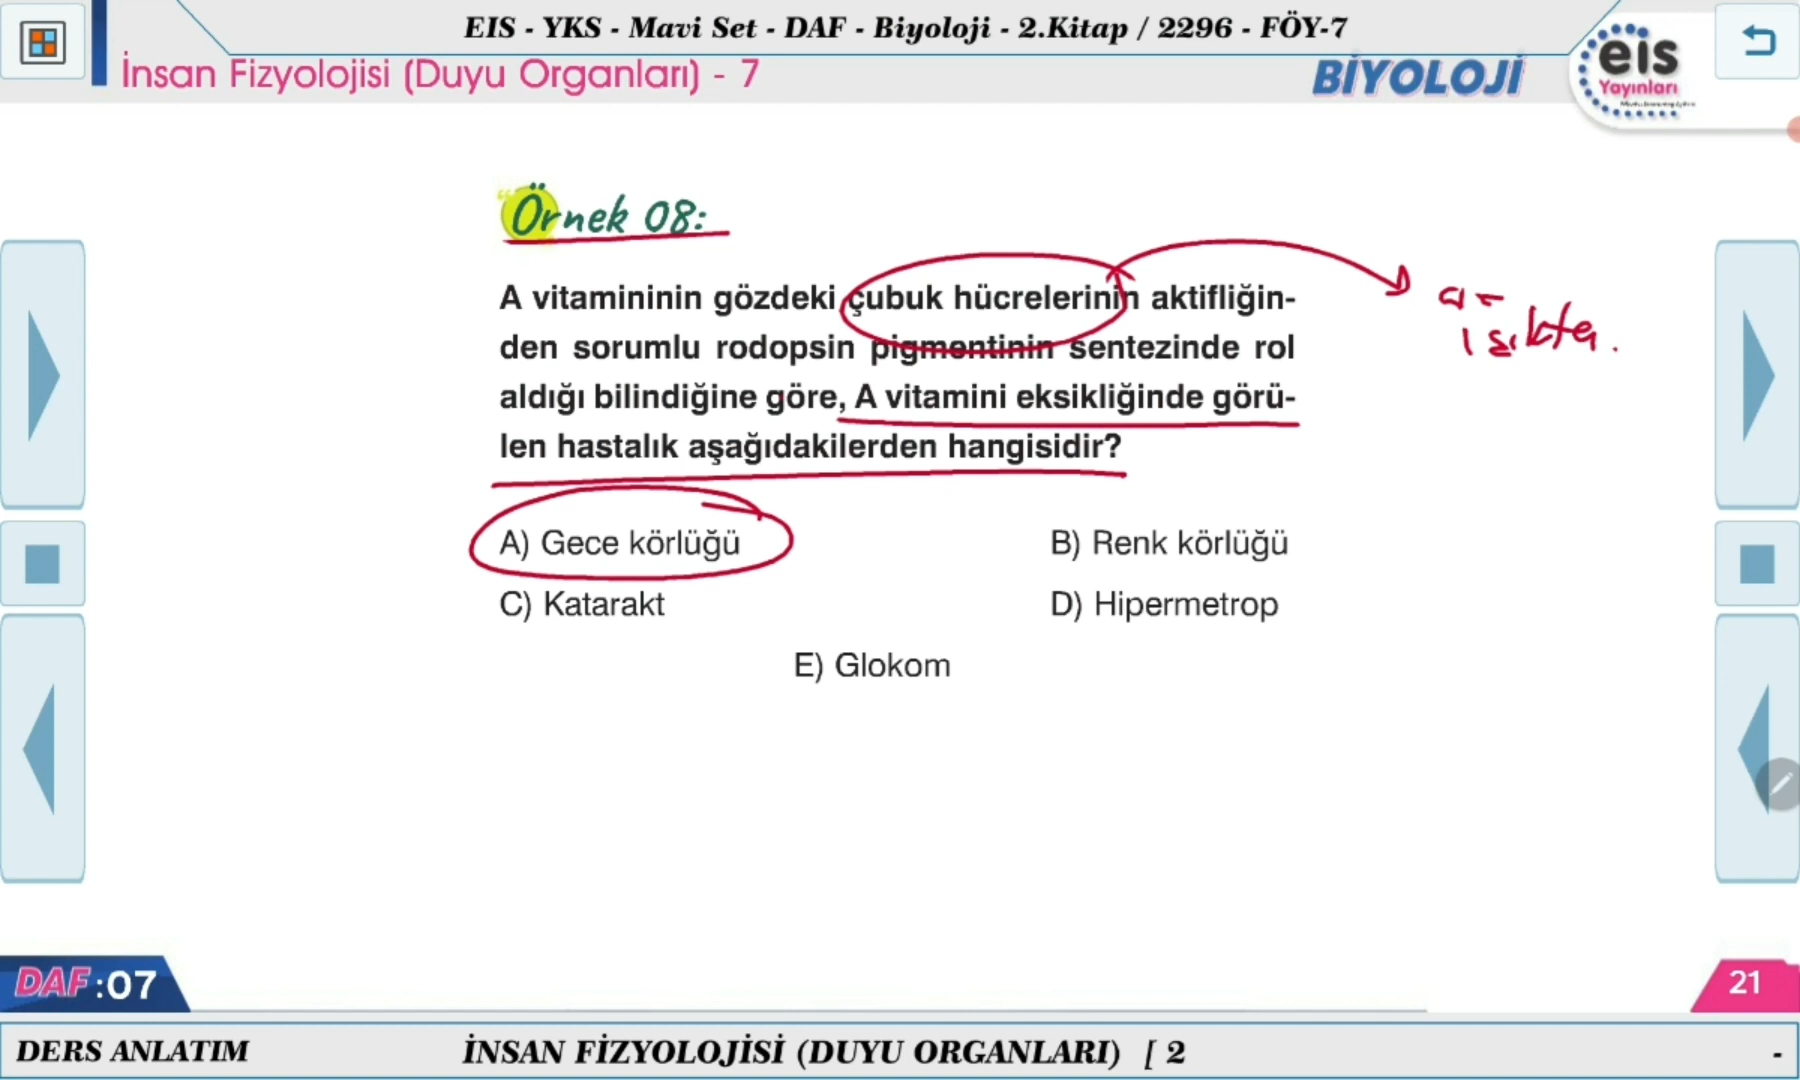 EIS - YKS - Mavi Set - DAF - Biyoloji - 2.Kitap / 2296 - FÖY-7
İnsan Fizyolojisi (Duyu Organları) - 7
BİYOLOJİ
eis
Yayınları
Örnek 08:
A vitamininin gözdeki çubuk hücrelerinin aktifliğin-
den sorumlu rodopsin pigmentinin sentezinde rol
aldığı bilindiğine göre, A vitamini eksikliğinde görü-
len hastalık aşağıdakilerden hangisidir?
az
ışıkta.
A) Gece körlüğü
B) Renk körlüğü
C) Katarakt
D) Hipermetrop
E) Glokom
DAF:07
21
DERS ANLATIM
İNSAN FİZYOLOJİSİ (DUYU ORGANLARI) [ 2
-